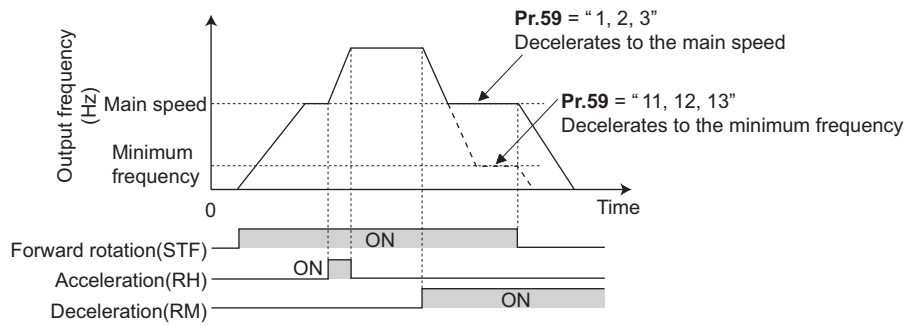 Pr.59 = “ 1, 2, 3”
Decelerates to the main speed
Output frequency
(Hz)
Main speed
Pr.59 = “ 11, 12, 13”
Decelerates to the minimum frequency
Minimum
frequency
0
Time
Forward rotation(STF)
ON
Acceleration(RH)
ON
Deceleration(RM)
ON